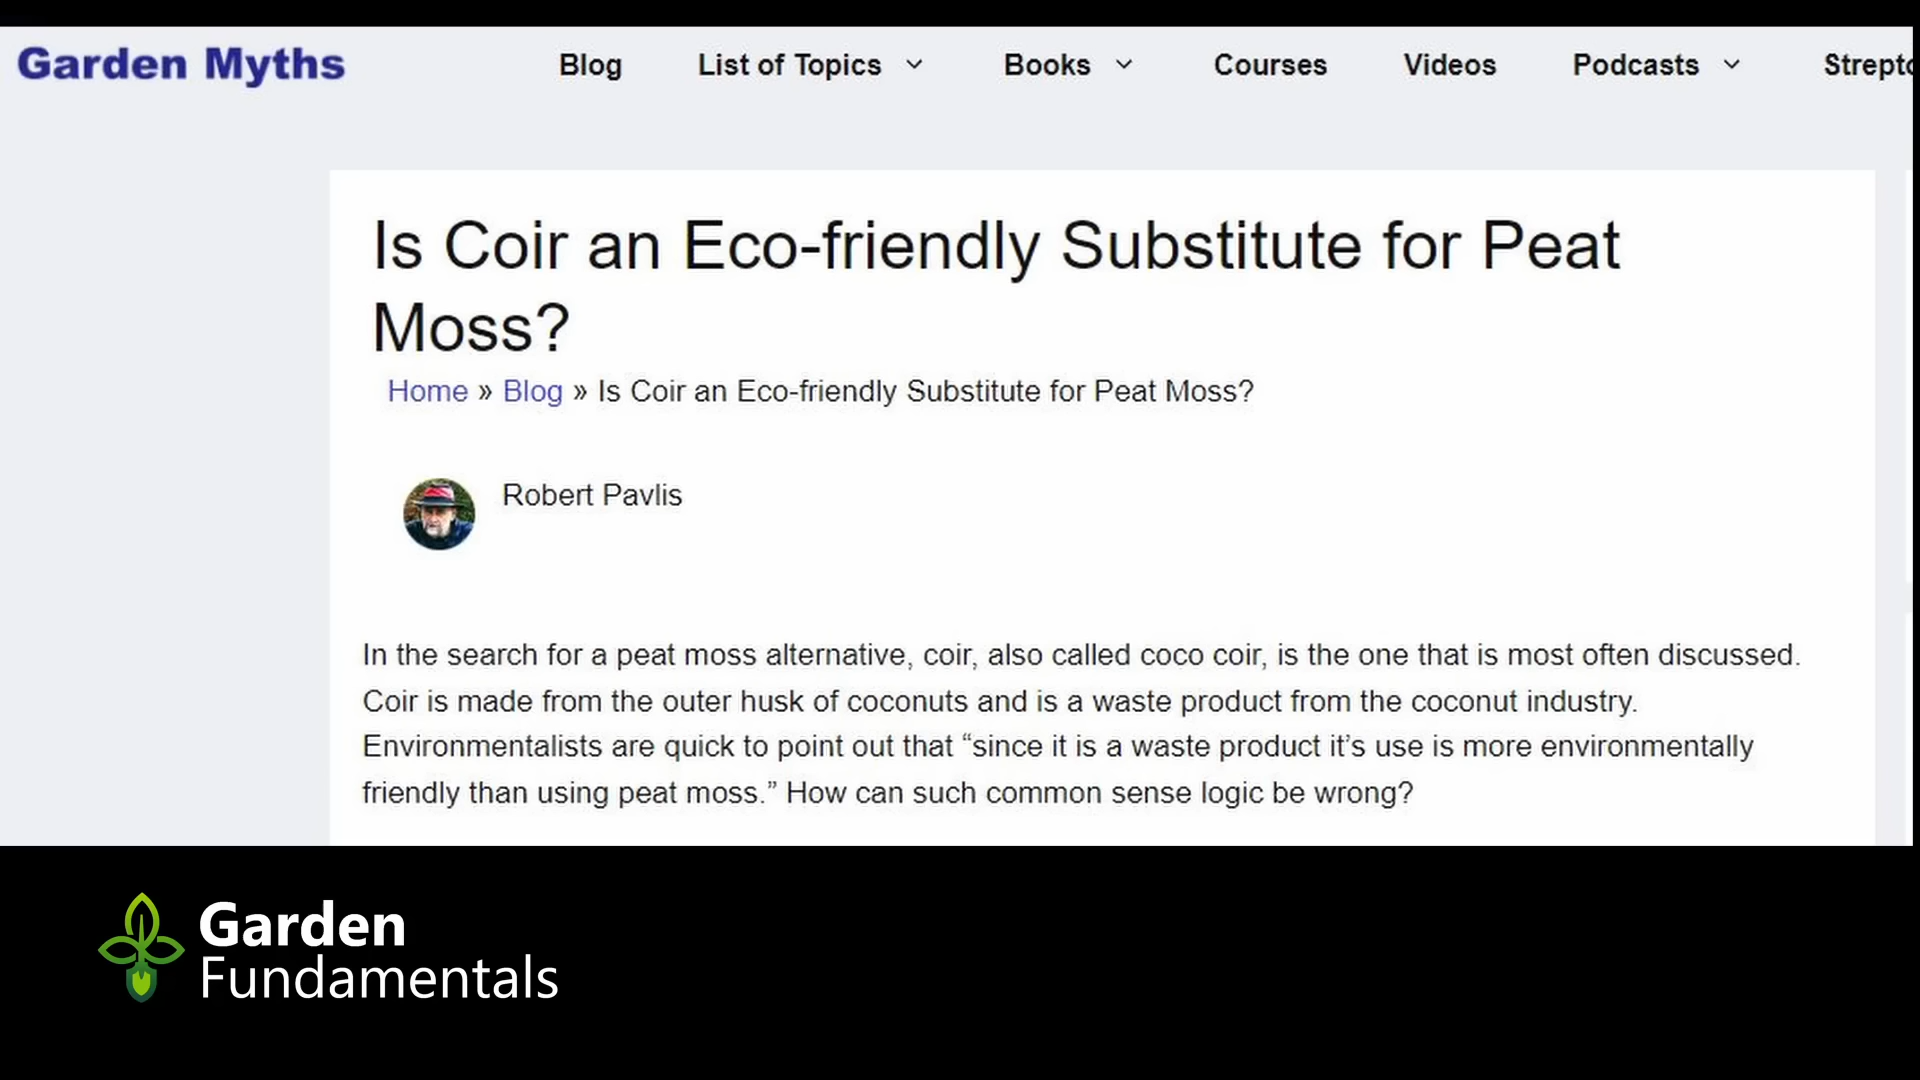 Garden Myths
Blog
List of Topics
Books
Courses
Videos
Podcasts
Is Coir an Eco-friendly Substitute for Peat
Moss?
Home » Blog » Is Coir an Eco-friendly Substitute for Peat Moss?
Robert Pavlis
In the search for a peat moss alternative, coir, also called coco coir, is the one that is most often discussed.
Coir is made from the outer husk of coconuts and is a waste product from the coconut industry.
Environmentalists are quick to point out that “since it is a waste product it’s use is more environmentally
friendly than using peat moss.” How can such common sense logic be wrong?
Garden
Fundamentals